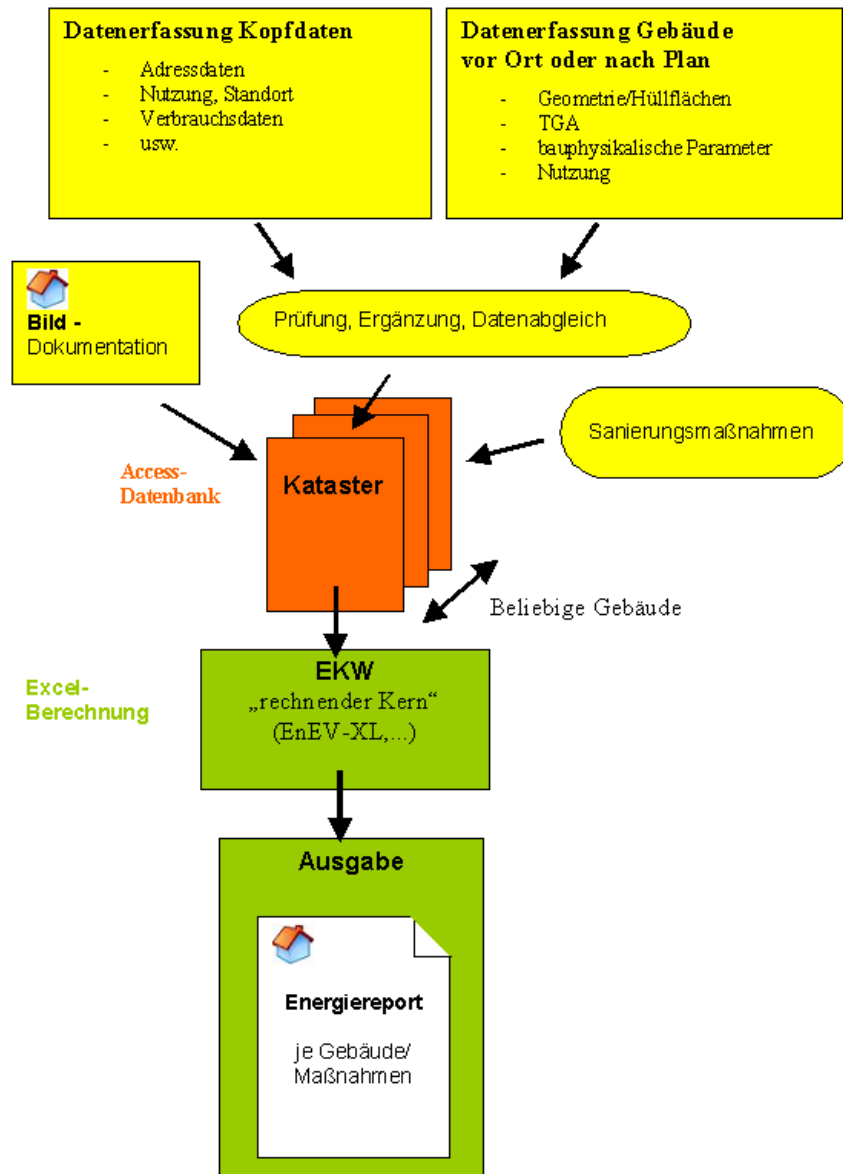 Datenerfassung Kopfdaten
- Adressdaten
- Nutzung, Standort
- Verbrauchsdaten
- usw.
Datenerfassung Gebäude
vor Ort oder nach Plan
- Geometrie/Hüllflächen
- TGA
- bauphysikalische Parameter
- Nutzung
Bild -
Dokumentation
Prüfung, Ergänzung, Datenabgleich
Sanierungsmaßnahmen
Access-
Datenbank
Kataster
Beliebige Gebäude
Excel-
Berechnung
EKW
„rechnender Kern“
(EnEV-XL,...)
Ausgabe
Energiereport
je Gebäude/
Maßnahmen